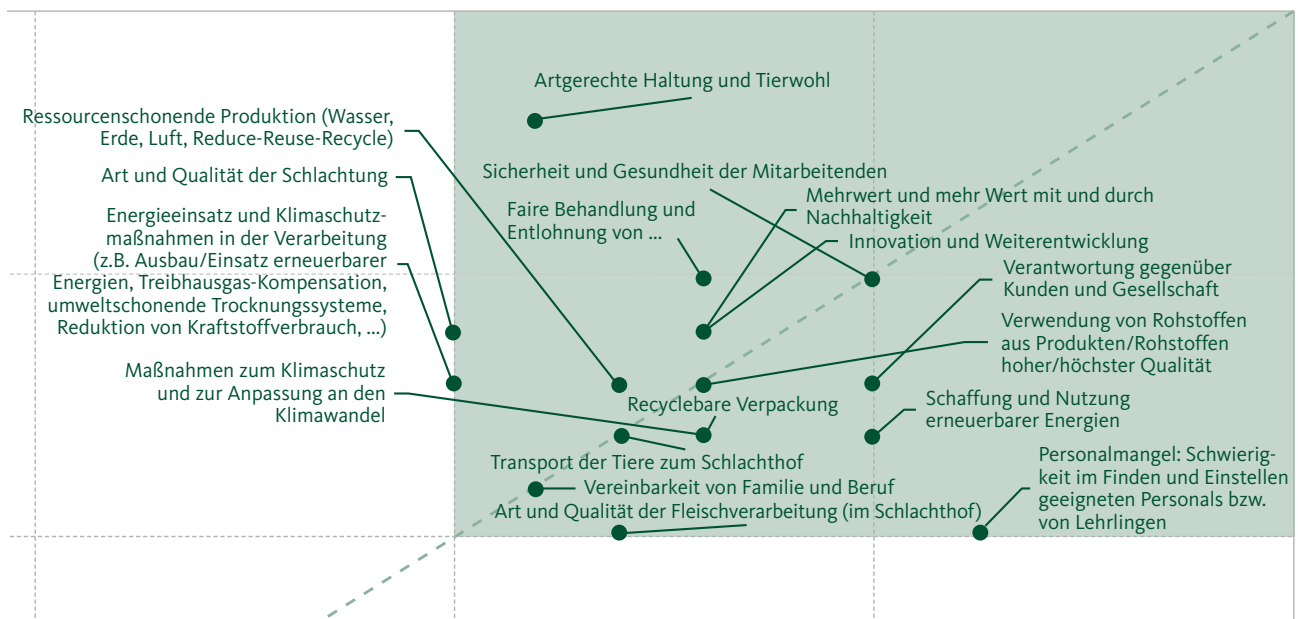 Artgerechte Haltung und Tierwohl
Ressourcenschonende Produktion (Wasser,
Erde, Luft, Reduce-Reuse-Recycle)
Art und Qualität der Schlachtung
Sicherheit und Gesundheit der Mitarbeitenden
Faire Behandlung und
Entlohnung von ...
Mehrwert und mehr Wert mit und durch
Nachhaltigkeit
Innovation und Weiterentwicklung
Energieeinsatz und Klimaschutz-
maßnahmen in der Verarbeitung
(z.B. Ausbau/Einsatz erneuerbarer
Energien, Treibhausgas-Kompensation,
umweltschonende Trocknungssysteme,
Reduktion von Kraftstoffverbrauch, ...)
Verantwortung gegenüber
Kunden und Gesellschaft
Verwendung von Rohstoffen
aus Produkten/Rohstoffen
hoher/höchster Qualität
Maßnahmen zum Klimaschutz
und zur Anpassung an den
Klimawandel
Recyclebare Verpackung
Schaffung und Nutzung
erneuerbarer Energien
Transport der Tiere zum Schlachthof
Vereinbarkeit von Familie und Beruf
Art und Qualität der Fleischverarbeitung (im Schlachthof)
Personalmangel: Schwierig-
keit im Finden und Einstellen
geeigneten Personals bzw.
von Lehrlingen